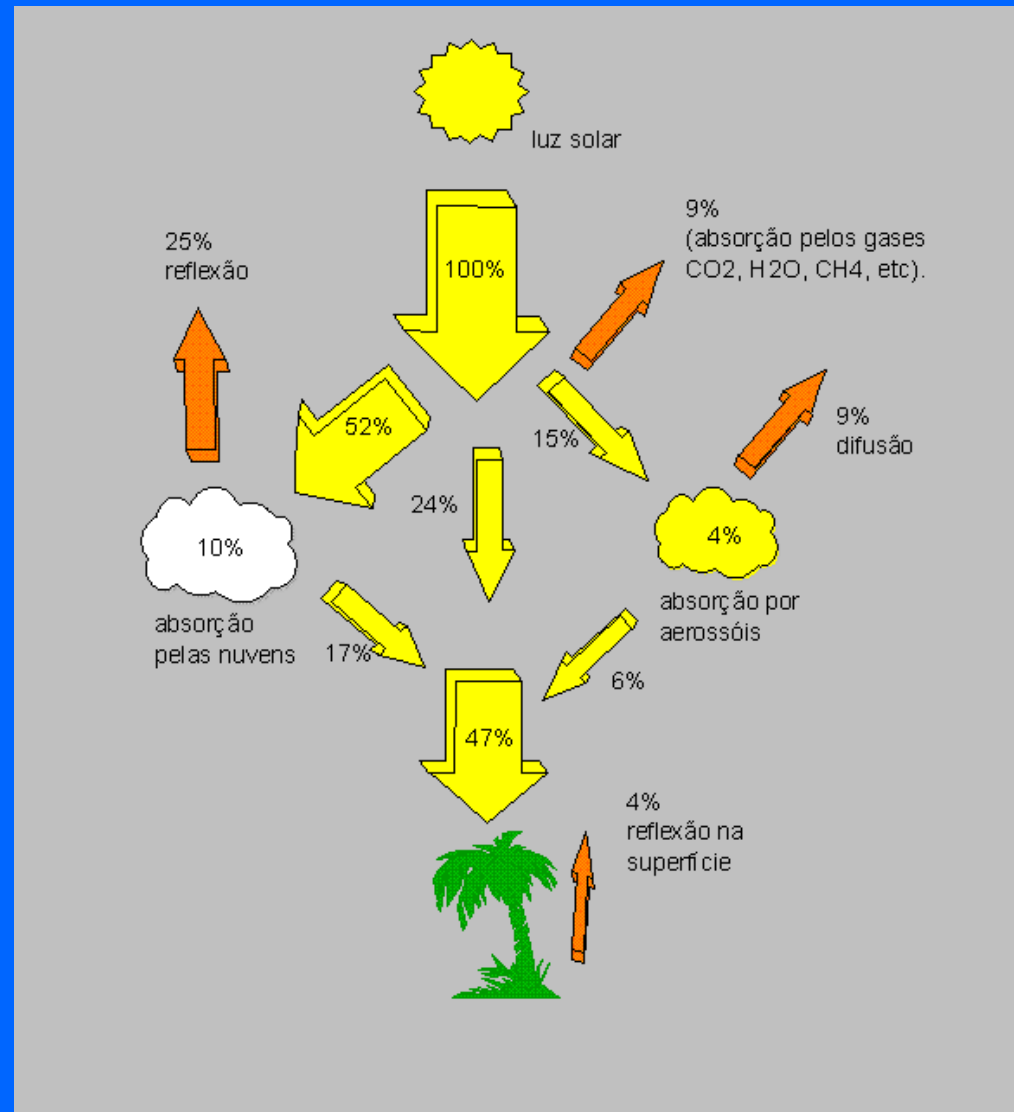 luz solar
100%
25%
reflexão
9%
(absorção pelos gases
CO2, H2O, CH4, etc).
52%
24%
15%
9%
difusão
10%
absorção
pelas nuvens
4%
absorção por
aerossóis
17%
6%
47%
4%
reflexão na
superfície